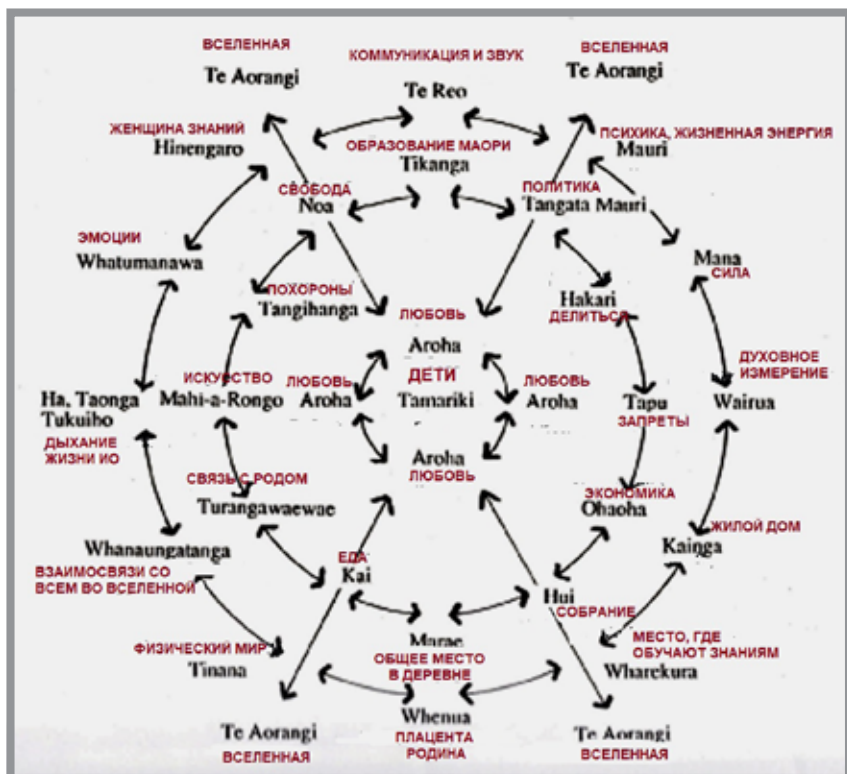 ВСЕЛЕННАЯ
Te Aorangi
КОММУНИКАЦИЯ И ЗВУК
Te Reo
ВСЕЛЕННАЯ
Te Aorangi
ЖЕНЩИНА ЗНАНИЙ
Hinengaro
ОБРАЗОВАНИЕ МАОРИ
Tikanga
ПСИХИКА, ЖИЗНЕННАЯ ЭНЕРГИЯ
Mauri
СВОБОДА
Noa
ПОЛИТИКА
Tangata Mauri
ЭМОЦИИ
Whatumanawa
Mana
СИЛА
ПОХОРОНЫ
Tangihanga
Hakari
ДЕЛИТЬСЯ
ЛЮБОВЬ
Aroha
Ha, Taonga
Tukuiho
ДЫХАНИЕ
ЖИЗНИ ИО
ИСКУРСТВО
Mahi-a-Rongo
ЛЮБОВЬ
Aroha
ДЕТИ
Tamariki
ЛЮБОВЬ
Aroha
Tapu
ЗАПРЕТЫ
ДУХОВНОЕ
ИЗМЕРЕНИЕ
Wairua
Aroha
ЛЮБОВЬ
СВЯЗЬ С РОДОМ
Turangawaewae
ЭКОНОМИКА
Ohaoha
Whanaungatanga
ВЗАИМОСВЯЗИ СО
ВСЕМ ВО ВСЕЛЕННОЙ
ЖИЛОЙ ДОМ
Kainga
ЕДА
Kai
Hui
СОБРАНИЕ
ФИЗИЧЕСКИЙ МИР
Tinana
Marae
ОБЩЕЕ МЕСТО
В ДЕРЕВНЕ
МЕСТО, ГДЕ
ОБУЧАЮТ ЗНАНИЯМ
Wharekura
Te Aorangi
ВСЕЛЕННАЯ
Whenua
ПЛАЦЕНТА
РОДИНА
Te Aorangi
ВСЕЛЕННАЯ